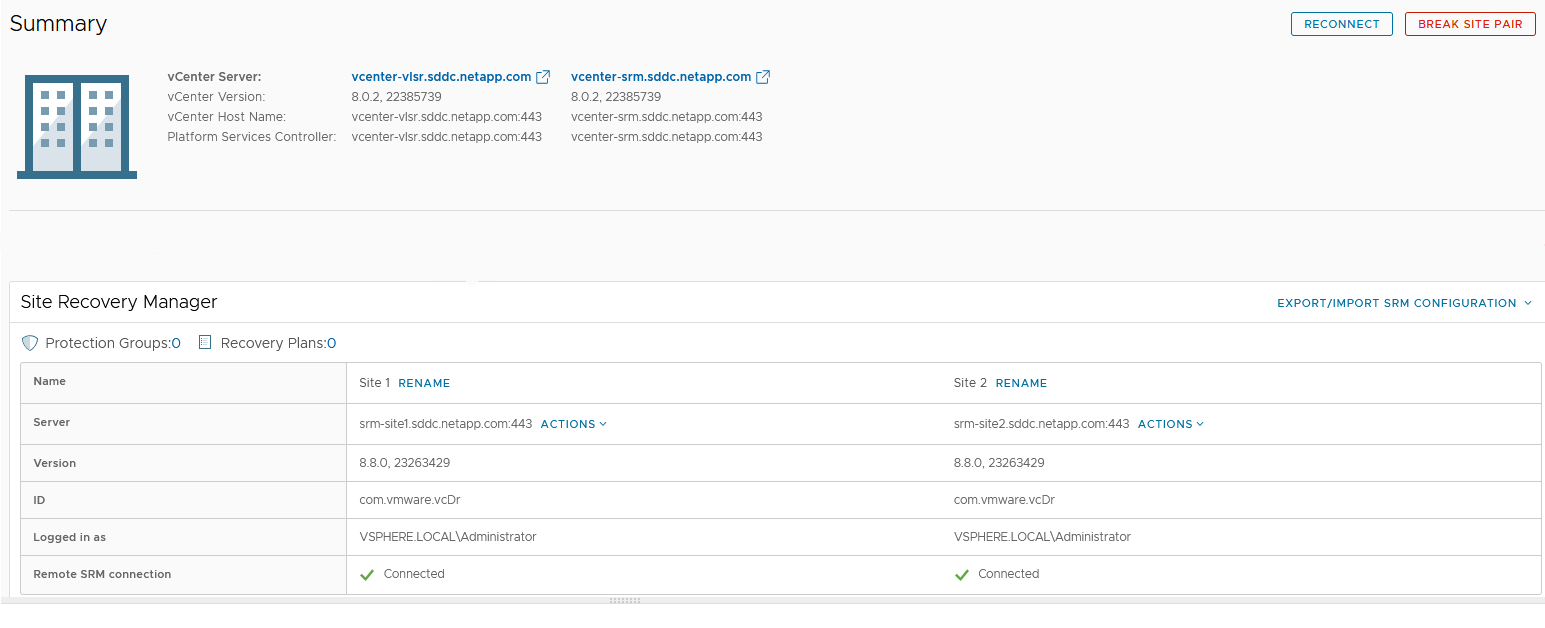 Summary
RECONNECT BREAK SITE PAIR
vCenter Server: vcenter-vlsr.sddc.netapp.com vcenter-srm.sddc.netapp.com
vCenter Version: 8.0.2, 22385739 8.0.2, 22385739
vCenter Host Name: vcenter-vlsr.sddc.netapp.com:443 vcenter-srm.sddc.netapp.com:443
Platform Services Controller: vcenter-vlsr.sddc.netapp.com:443 vcenter-srm.sddc.netapp.com:443
Site Recovery Manager EXPORT/IMPORT SRM CONFIGURATION
Protection Groups:0 Recovery Plans:0
Name Site 1 RENAME Site 2 RENAME
Server srm-site1.sddc.netapp.com:443 ACTIONS srm-site2.sddc.netapp.com:443 ACTIONS
Version 8.8.0, 23263429 8.8.0, 23263429
ID com.vmware.vcDr com.vmware.vcDr
Logged in as VSPHERE.LOCAL\Administrator VSPHERE.LOCAL\Administrator
Remote SRM connection Connected Connected